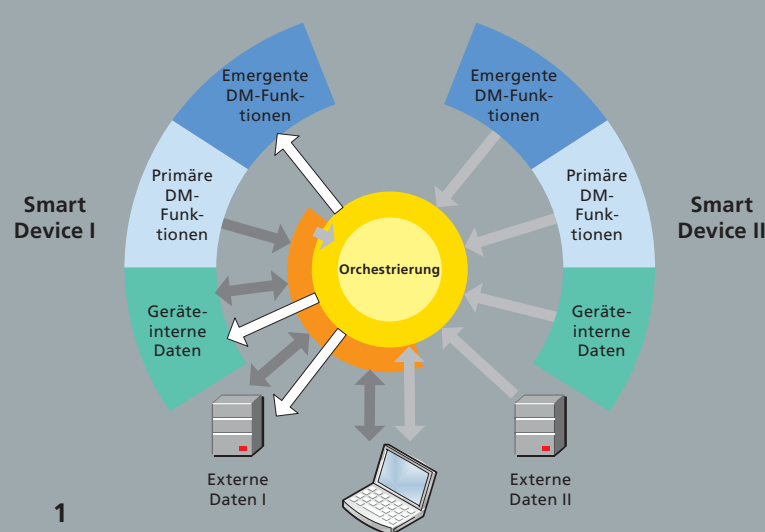 Smart
Device I
Emergente
DM-Funk-
tionen
Primäre
DM-
Funk-
tionen
Geräte-
interne
Daten
Externe
Daten I
Orchestrierung
Emergente
DM-Funk-
tionen
Primäre
DM-
Funk-
tionen
Geräte-
interne
Daten
Externe
Daten II
Smart
Device II
1